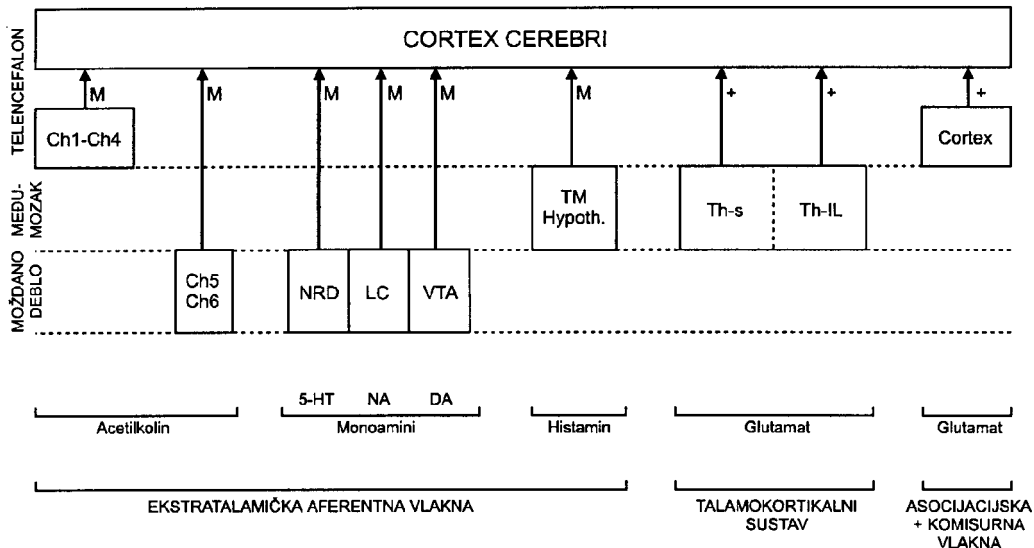 CORTEX CEREBRI
TELENCEFALON
M M M M M M + + +
Ch1-Ch4
Cortex
MEĐU-
MOZAK
TM
Hypoth.
Th-s
Th-IL
MOŽDANO
DEBLO
Ch5
Ch6
NRD
LC
VTA
5-HT NA DA
Acetilkolin
Monoamini
Histamin
Glutamat
Glutamat
EKSTRATALAMIČKA AFERENTNA VLAKNA
TALAMOKORTIKALNI
SUSTAV
ASOCIJACIJSKA
+ KOMISURNA
VLAKNA